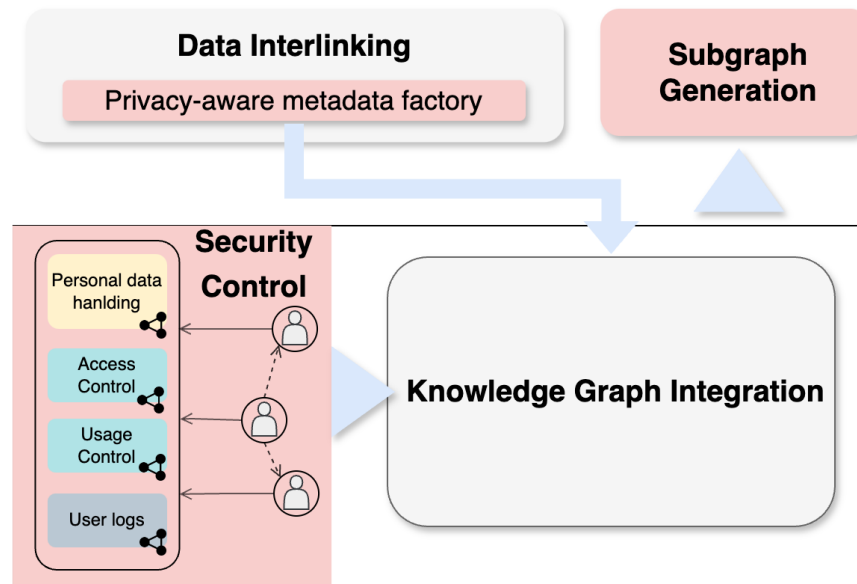 Data Interlinking
Privacy-aware metadata factory
Subgraph
Generation
Security
Control
Personal data
hanlding
Access
Control
Usage
Control
User logs
Knowledge Graph Integration